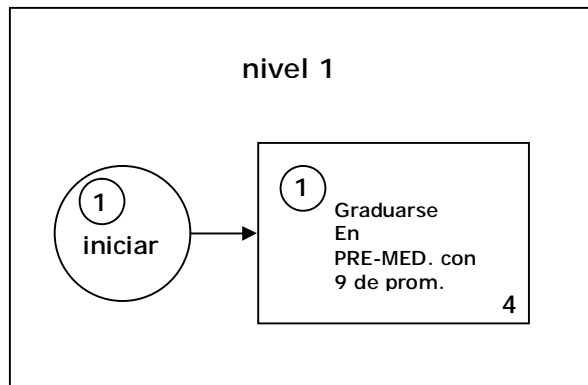 nivel 1
1
iniciar
1
Graduarse
En
PRE-MED. con
9 de prom.
4